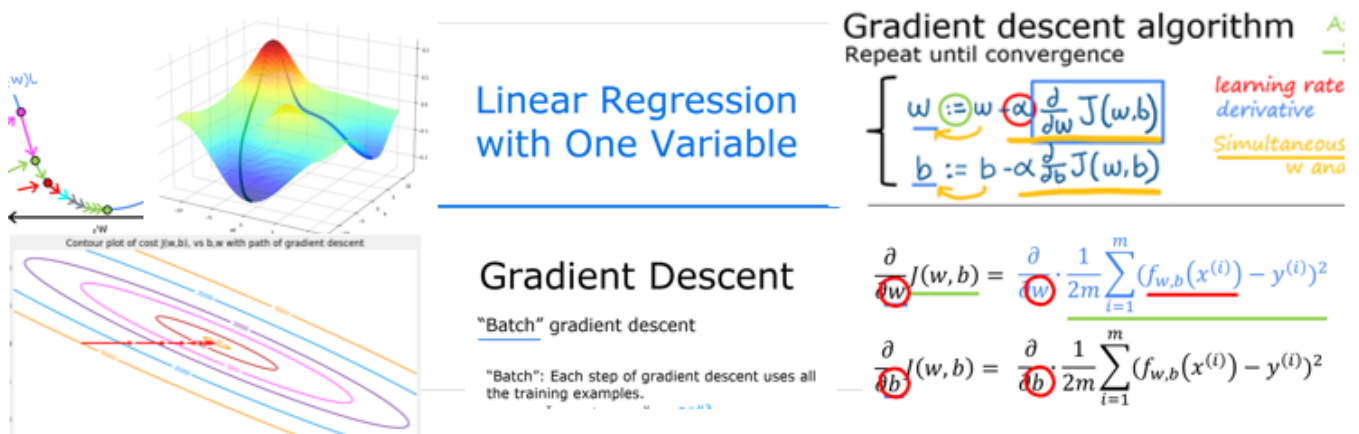 Linear Regression
with One Variable
Gradient descent algorithm
Repeat until convergence
w := w - α ∂/∂w J(w,b)
b := b - α ∂/∂b J(w,b)
learning rate
derivative
Simultaneous
w and
Contour plot of cost J(w,b), vs b,w with path of gradient descent
Gradient Descent
"Batch" gradient descent
"Batch": Each step of gradient descent uses all
the training examples.
∂/∂w J(w, b) = ∂/∂w · 1/2m ∑_{i=1}^{m} (f_{w,b}(x^{(i)}) − y^{(i)})²
∂/∂b J(w, b) = ∂/∂b · 1/2m ∑_{i=1}^{m} (f_{w,b}(x^{(i)}) − y^{(i)})²